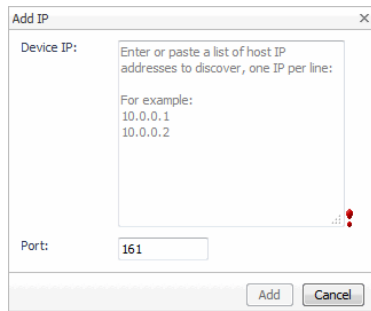 Add IP
Device IP:
Enter or paste a list of host IP
addresses to discover, one IP per line:
For example:
10.0.0.1
10.0.0.2
Port:
161
Add
Cancel